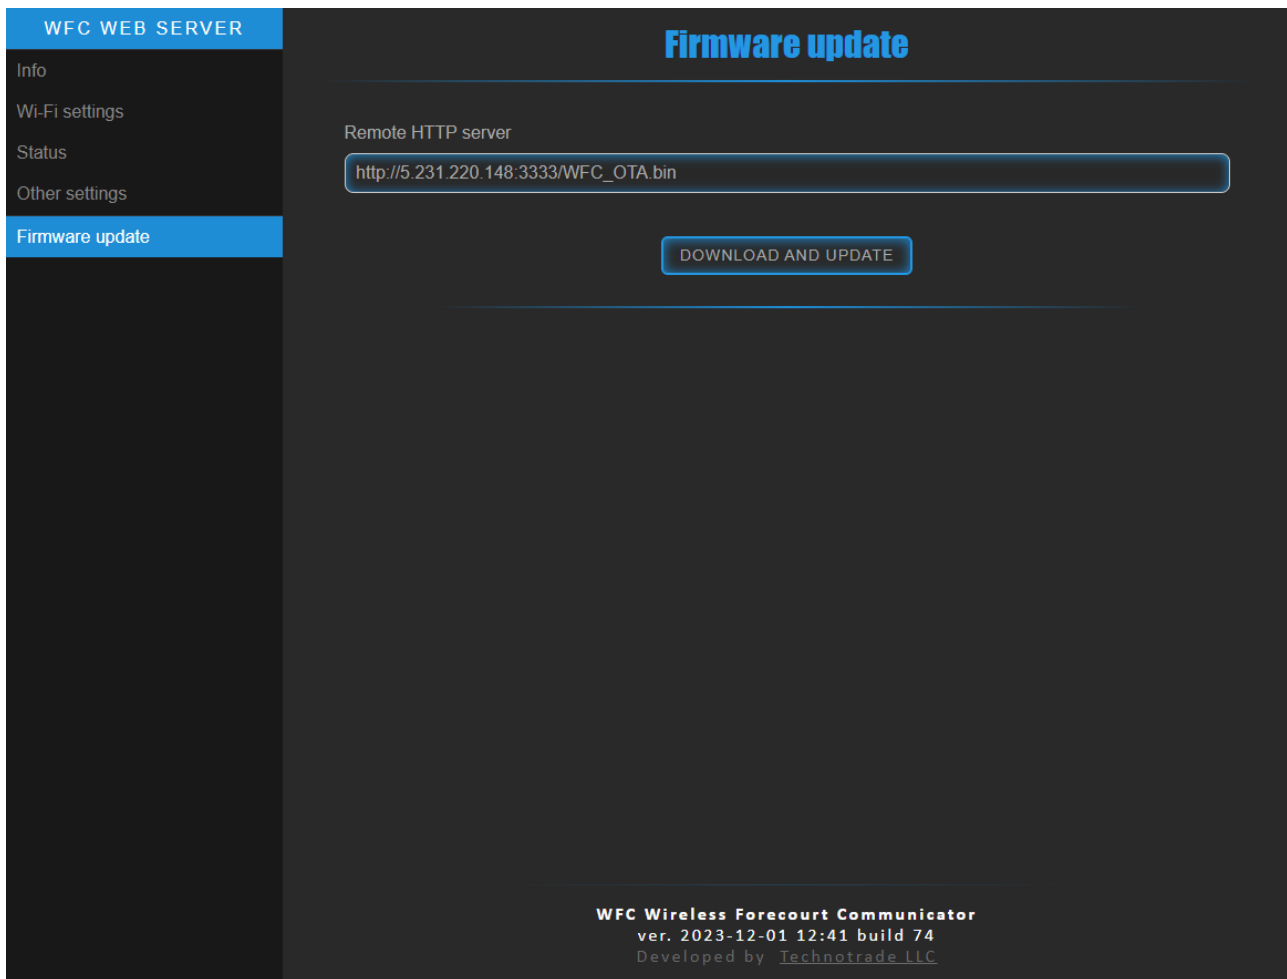 WFC WEB SERVER
Info
Wi-Fi settings
Status
Other settings
Firmware update
Firmware update
Remote HTTP server
http://5.231.220.148:3333/WFC_OTA.bin
DOWNLOAD AND UPDATE
WFC Wireless Forecourt Communicator
ver. 2023-12-01 12:41 build 74
Developed by Technotrade LLC